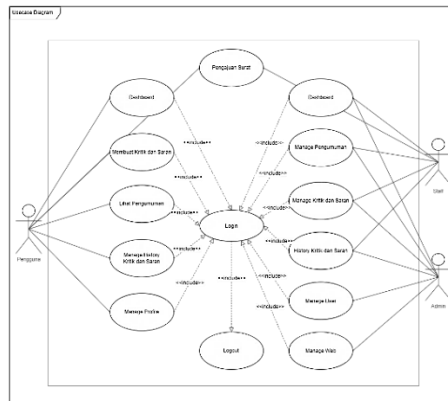 Usecase Diagram
Pengajuan Surat
Dashboard
Dashboard
<<include>>
<<include>>
Membuat Kritik dan Saran
Manage Pengumuman
<<include>>
<<include>>
Staff
Lihat Pengumuman
Manage Kritik dan Saran
<<include>>
<<include>>
Login
Pengguna
Manage History
Kritik dan Saran
<<include>>
<<include>>
History Kritik dan Saran
Admin
Manage Profile
<<include>>
<<include>>
<<include>>
Manage User
Logout
<<include>>
Manage Web